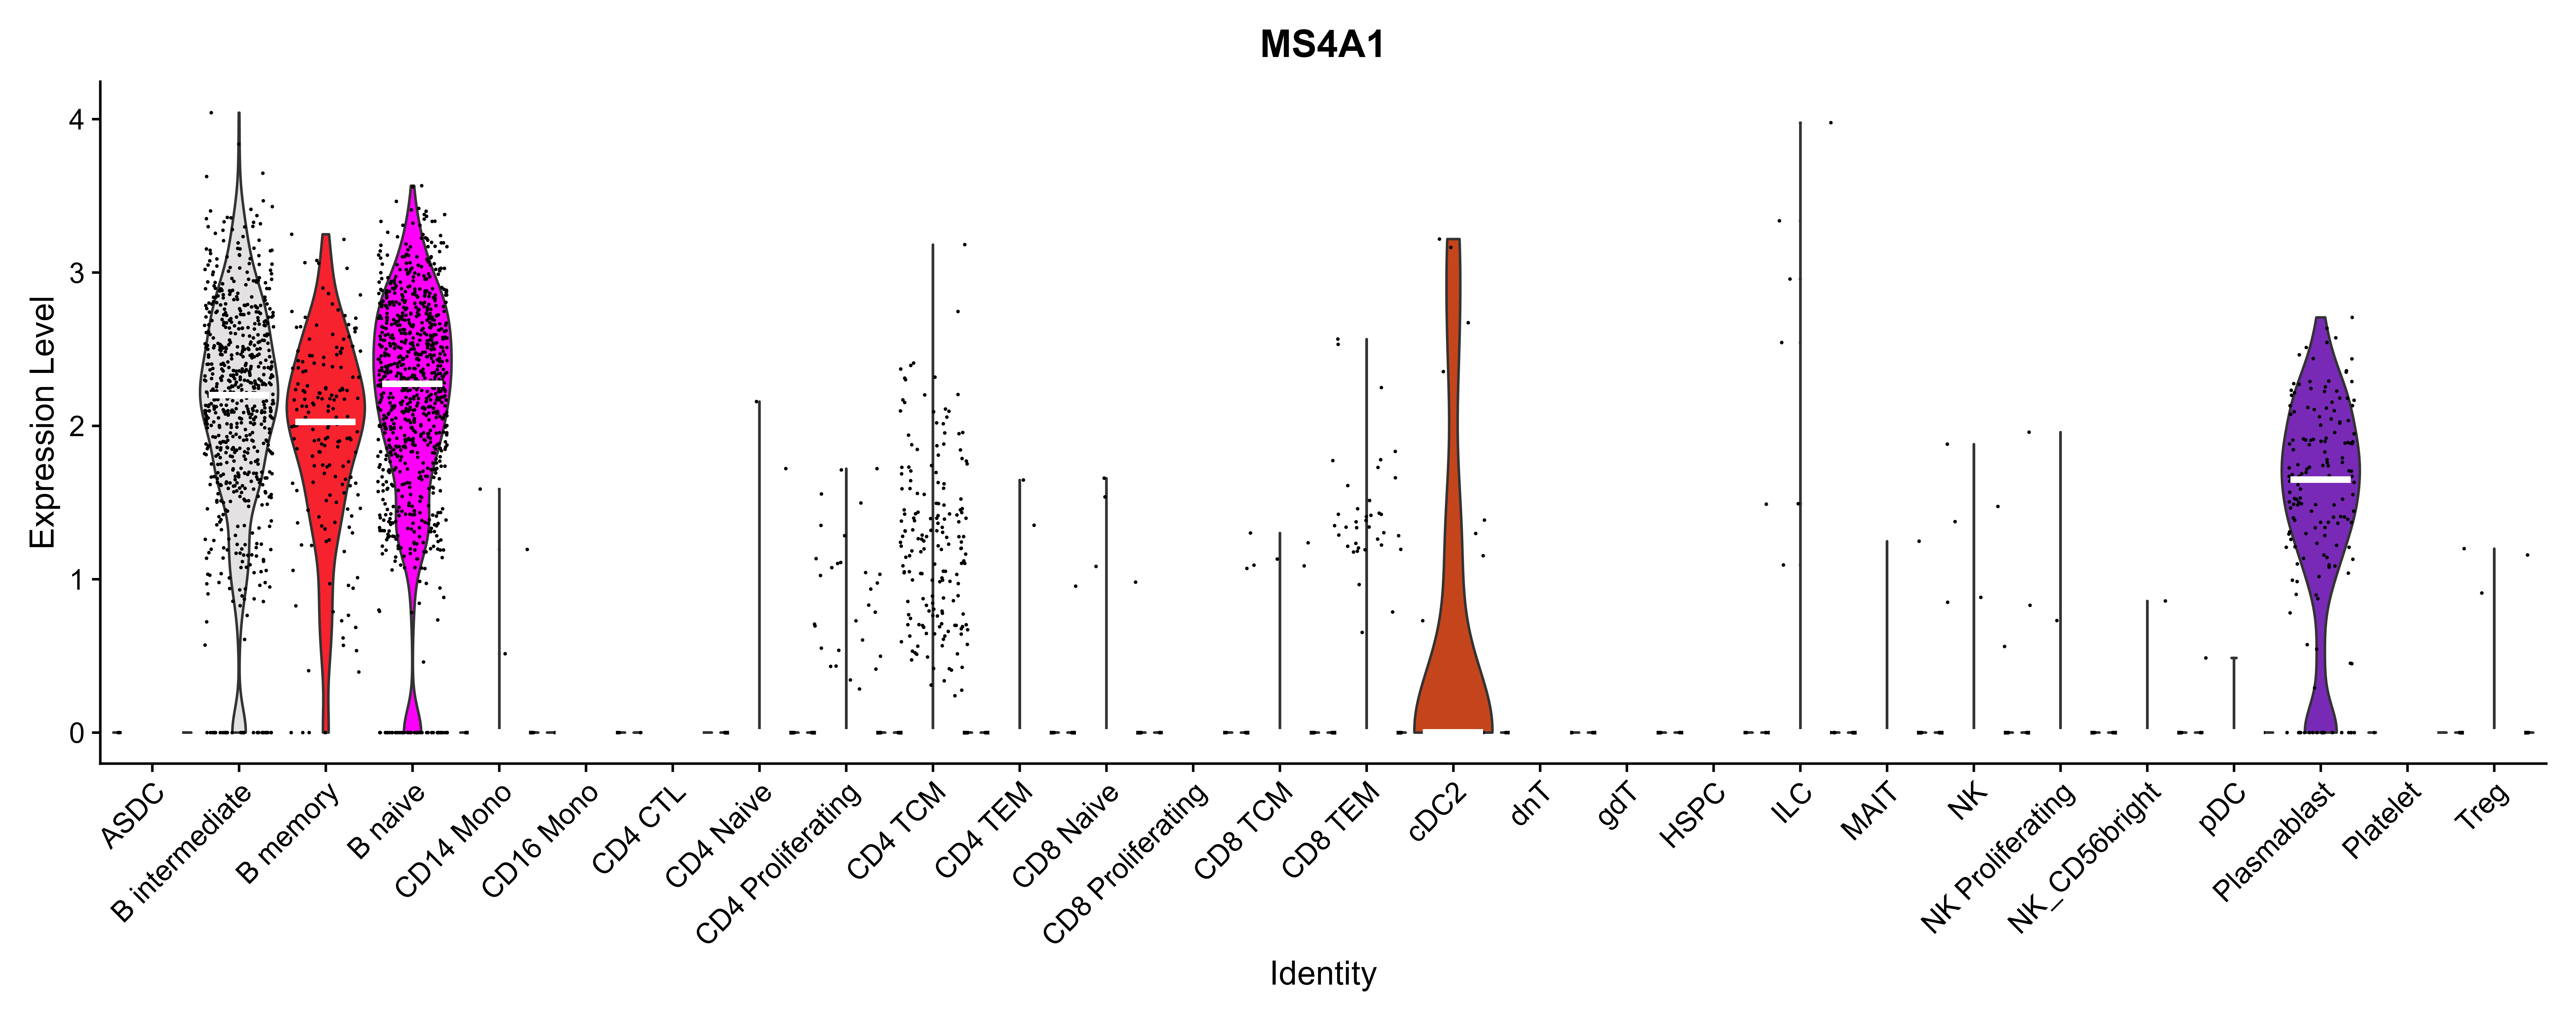 MS4A1
Expression Level
4
3
2
1
0
ASDC
B intermediate
B memory
B naive
CD14 Mono
CD16 Mono
CD4 CTL
CD4 Naive
CD4 Proliferating
CD4 TCM
CD4 TEM
CD8 Naive
CD8 Proliferating
CD8 TCM
CD8 TEM
cDC2
dnT
gdT
HSPC
ILC
MAIT
NK
NK Proliferating
NK_CD56bright
pDC
Plasmablast
Platelet
Treg
Identity